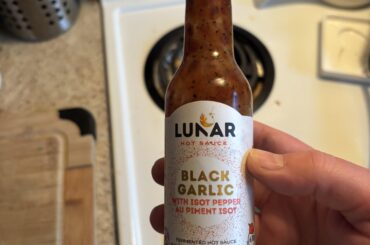 LUNAR
HOT SAUCE
BLACK
GARLIC
WITH ISOT PEPPER
AU PIMENT ISOT
FERMENTED HOT SAUCE